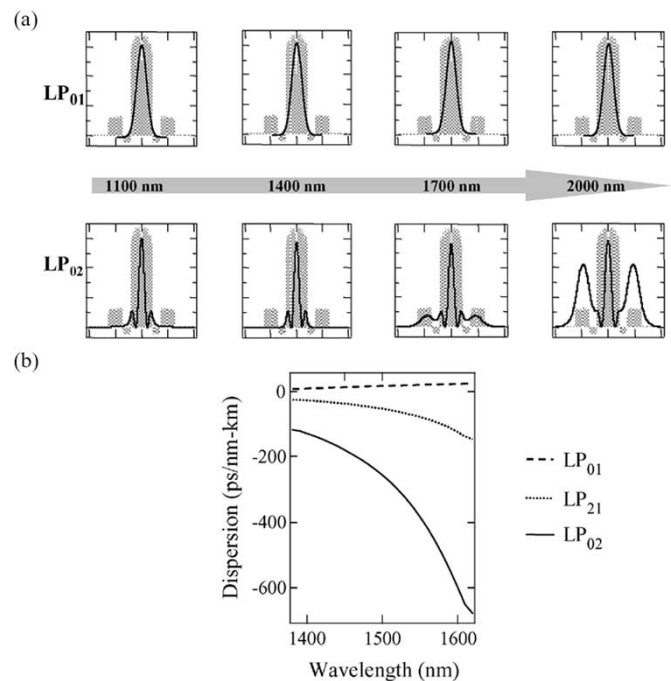 (a)
LP01
1100 nm 1400 nm 1700 nm 2000 nm
LP02
(b)
0
-200
-400
-600
Dispersion (ps/nm-km)
1400 1500 1600
Wavelength (nm)
LP01
LP21
LP02